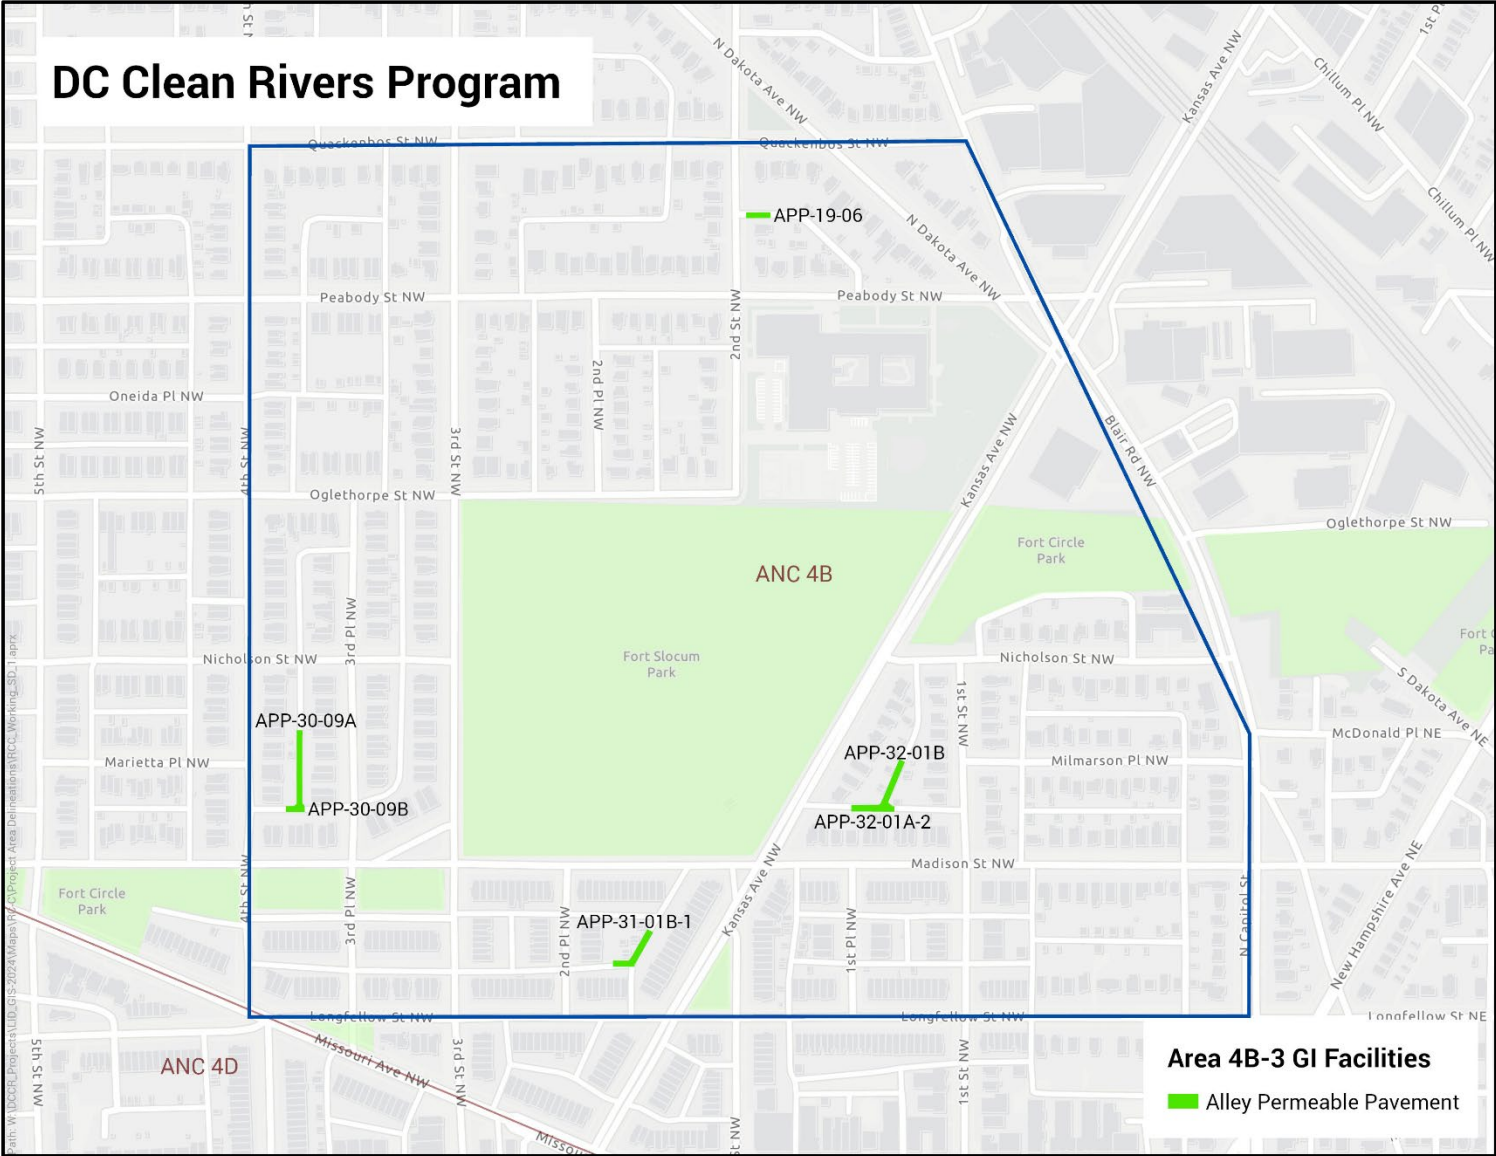 DC Clean Rivers Program
N Dakota Ave NW
Kansas Ave NW
Chillum Pl NW
Quackenbos St NW
Quackenbos St NW
Chillum Pl NW
APP-19-06
N Dakota Ave NW
Peabody St NW
Peabody St NW
2nd St NW
2nd Pl NW
Oneida Pl NW
5th St NW
4th St NW
3rd St NW
Kansas Ave NW
Blair Rd NW
Oglethorpe St NW
Oglethorpe St NW
Fort Circle
Park
ANC 4B
3rd Pl NW
Nicholson St NW
Fort Slocum
Park
Nicholson St NW
S Dakota Ave NE
1st St NW
APP-30-09A
McDonald Pl NE
Marietta Pl NW
APP-32-01B
Milmarson Pl NW
APP-30-09B
APP-32-01A-2
Madison St NW
Kansas Ave NW
Fort Circle
Park
4th St NW
3rd Pl NW
2nd Pl NW
APP-31-01B-1
1st Pl NW
N Capitol St
New Hampshire Ave NE
Longfellow St NW
Longfellow St NW
Longfellow St NE
ANC 4D
Missouri Ave NW
5th St NW
3rd St NW
1st St NW
Area 4B-3 GI Facilities
Alley Permeable Pavement